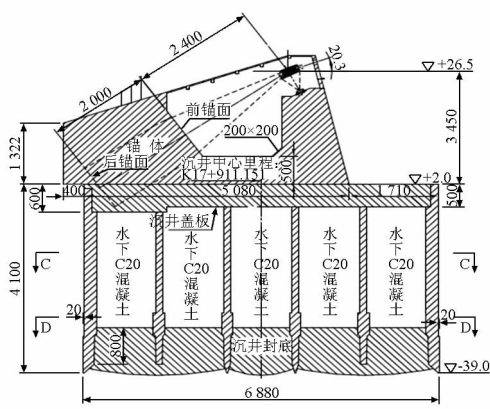 2 400
20.3
+26.5
2 000
前锚面
200×200
3 450
锚体
后锚面
1 322
沉井中心里程:
K17+911.151
500
+2.0
400
5 080
1 710
600
500
沉井盖板
水下C20混凝土
水下C20混凝土
水下C20混凝土
水下C20混凝土
水下C20混凝土
4 100
C
C
20
20
D
D
800
沉井封底
-39.0
6 880